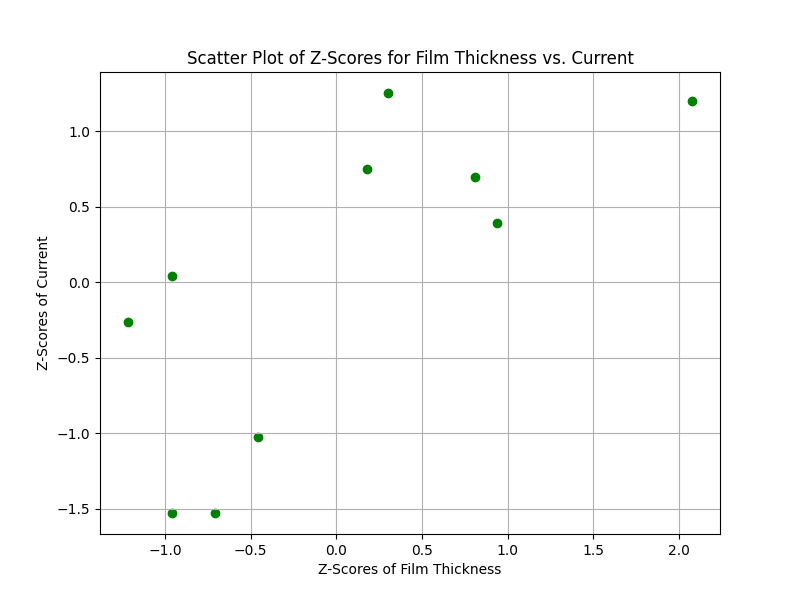 Scatter Plot of Z-Scores for Film Thickness vs. Current
1.0
0.5
0.0
−0.5
−1.0
−1.5
Z-Scores of Current
−1.0 −0.5 0.0 0.5 1.0 1.5 2.0
Z-Scores of Film Thickness